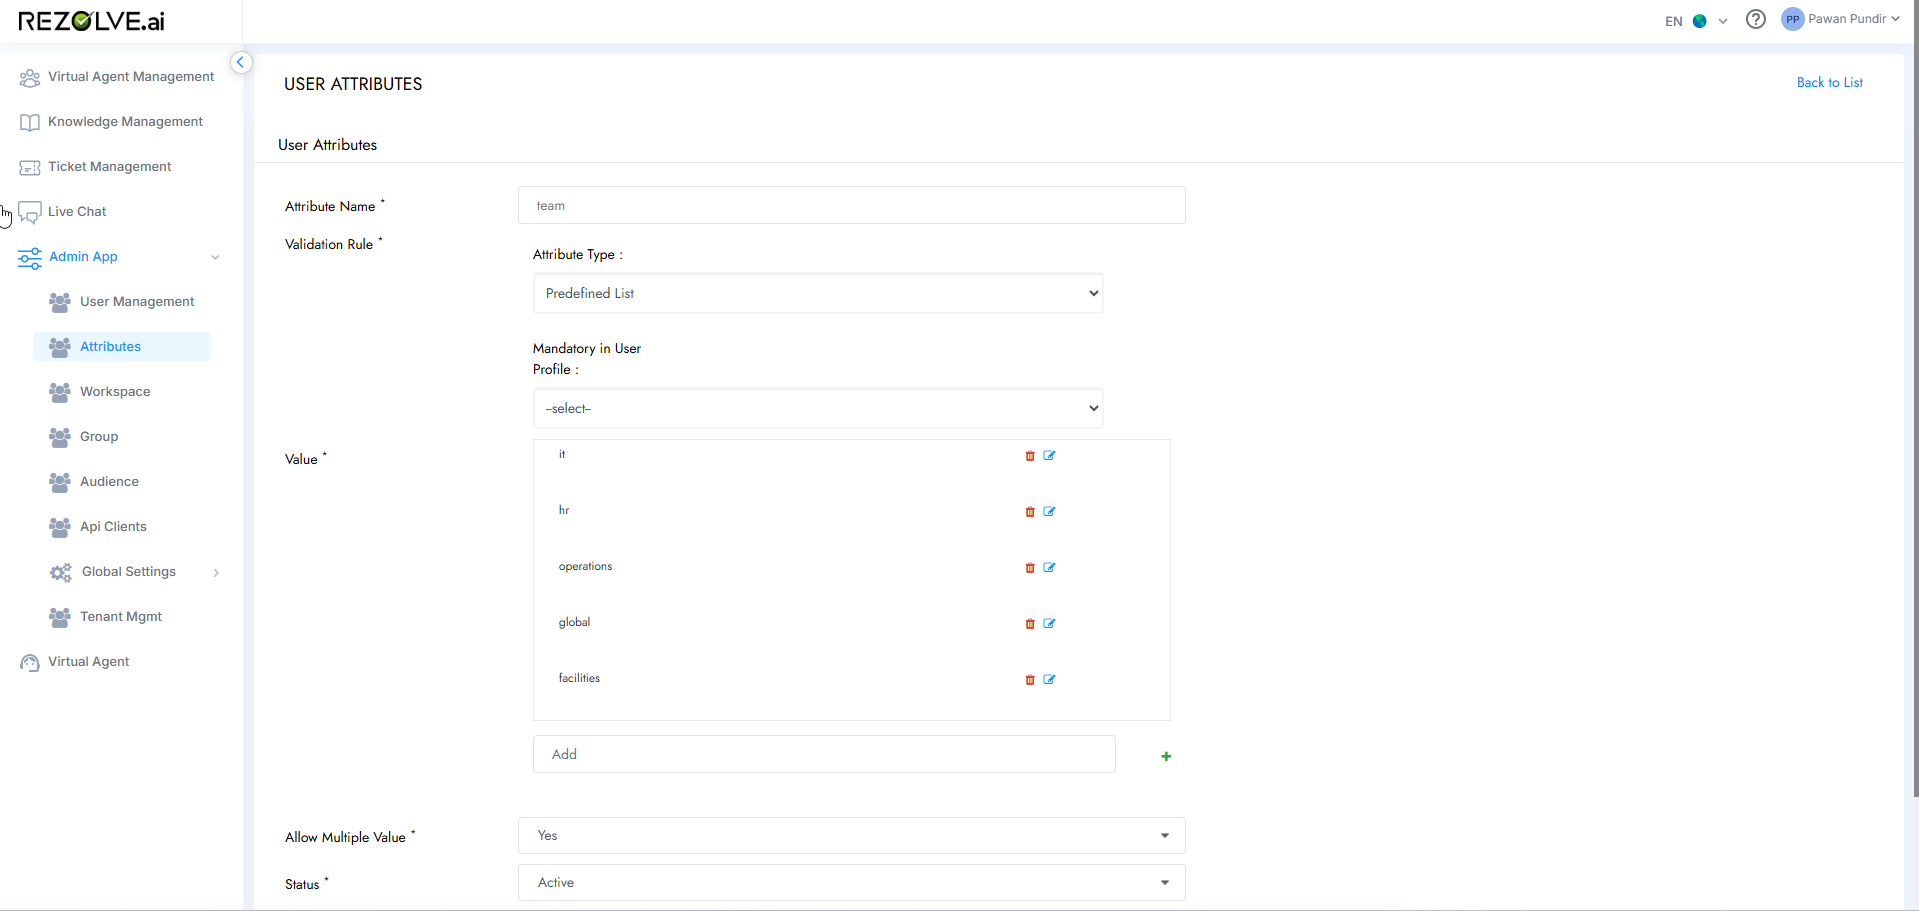 REZOLVE.ai
EN
PP
Pawan Pundir
Virtual Agent Management
Knowledge Management
Ticket Management
Live Chat
Admin App
User Management
Attributes
Workspace
Group
Audience
Api Clients
Global Settings
Tenant Mgmt
Virtual Agent
USER ATTRIBUTES
Back to List
User Attributes
Attribute Name *
team
Validation Rule *
Attribute Type :
Predefined List
Mandatory in User
Profile :
--select--
Value *
it
hr
operations
global
facilities
Add
Allow Multiple Value *
Yes
Status *
Active